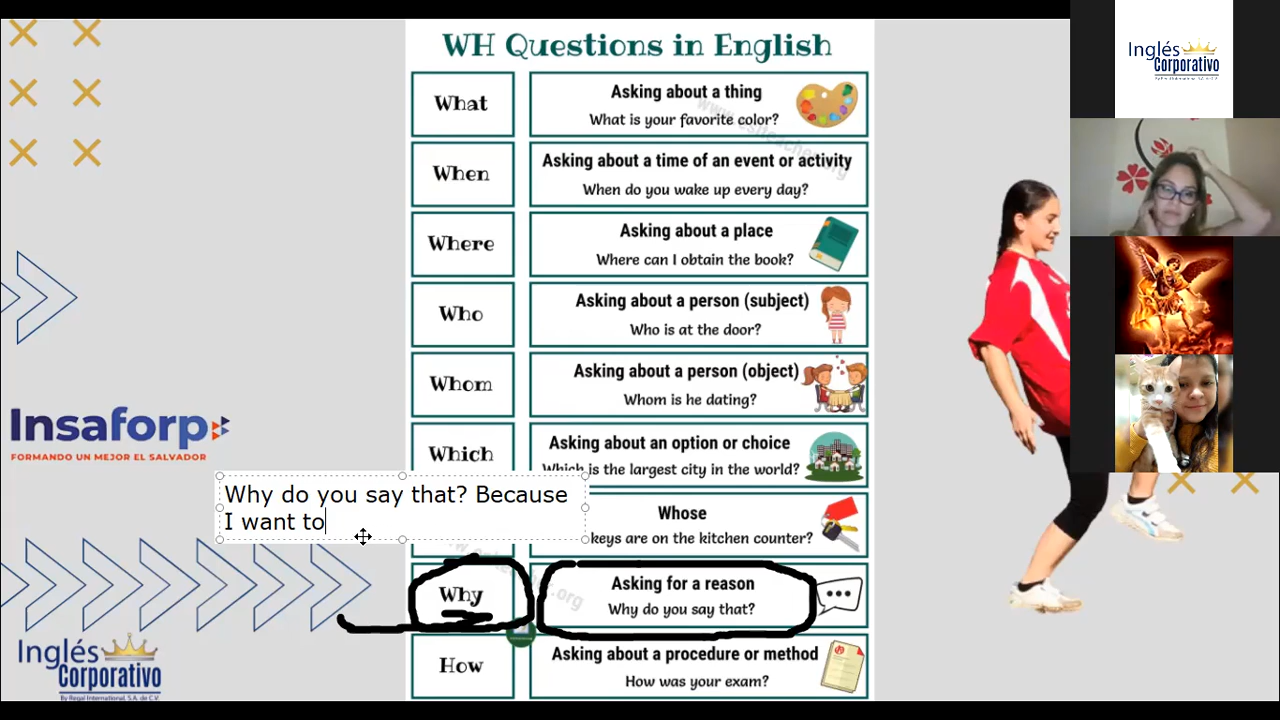 WH Questions in English
What
Asking about a thing
What is your favorite color?
When
Asking about a time of an event or activity
When do you wake up every day?
Where
Asking about a place
Where can I obtain the book?
Who
Asking about a person (subject)
Who is at the door?
Whom
Asking about a person (object)
Whom is he dating?
Which
Asking about an option or choice
Which is the largest city in the world?
Why do you say that? Because
I want to
Whose
keys are on the kitchen counter?
Why
Asking for a reason
Why do you say that?
How
Asking about a procedure or method
How was your exam?
Insaforp
FORMANDO UN MEJOR EL SALVADOR
Inglés
Corporativo
By Regal International, S.A. de C.V.
Inglés
Corporativo